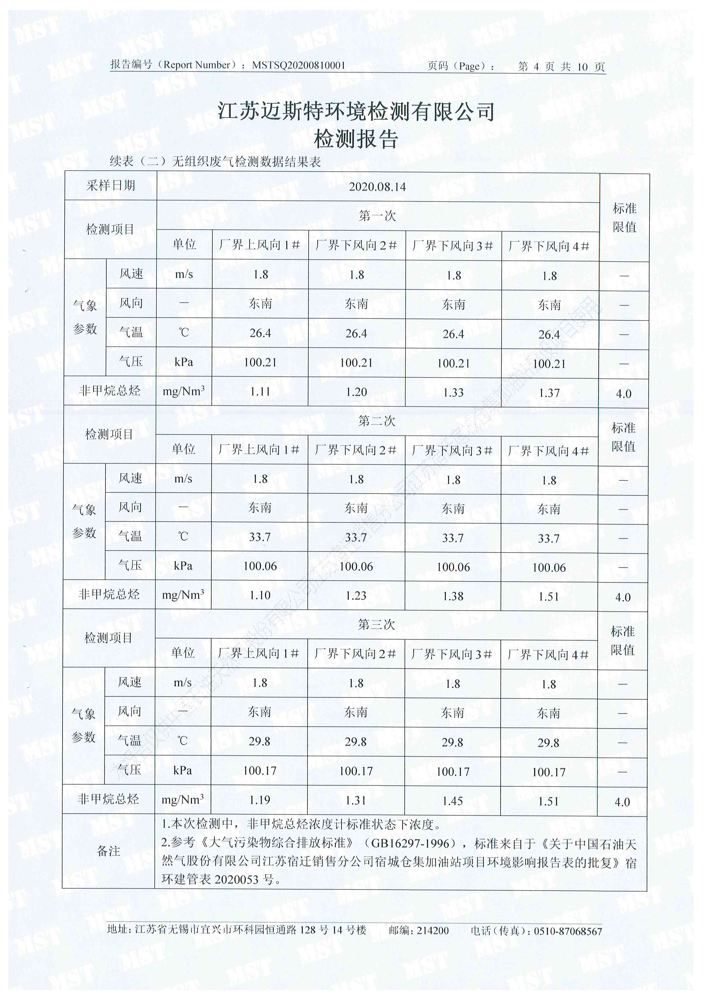 报告编号（Report Number）：MSTSQ20200810001 页码（Page）： 第 4 页 共 10 页
江苏迈斯特环境检测有限公司
检测报告
续表（二）无组织废气检测数据结果表
采样日期 2020.08.14 标准限值
检测项目 第一次
单位 厂界上风向1# 厂界下风向2# 厂界下风向3# 厂界下风向4#
气象参数 风速 m/s 1.8 1.8 1.8 1.8 —
风向 — 东南 东南 东南 东南 —
气温 ℃ 26.4 26.4 26.4 26.4 —
气压 kPa 100.21 100.21 100.21 100.21 —
非甲烷总烃 mg/Nm³ 1.11 1.20 1.33 1.37 4.0
检测项目 第二次 标准限值
单位 厂界上风向1# 厂界下风向2# 厂界下风向3# 厂界下风向4#
气象参数 风速 m/s 1.8 1.8 1.8 1.8 —
风向 — 东南 东南 东南 东南 —
气温 ℃ 33.7 33.7 33.7 33.7 —
气压 kPa 100.06 100.06 100.06 100.06 —
非甲烷总烃 mg/Nm³ 1.10 1.23 1.38 1.51 4.0
检测项目 第三次 标准限值
单位 厂界上风向1# 厂界下风向2# 厂界下风向3# 厂界下风向4#
气象参数 风速 m/s 1.8 1.8 1.8 1.8 —
风向 — 东南 东南 东南 东南 —
气温 ℃ 29.8 29.8 29.8 29.8 —
气压 kPa 100.17 100.17 100.17 100.17 —
非甲烷总烃 mg/Nm³ 1.19 1.31 1.45 1.51 4.0
备注 1.本次检测中，非甲烷总烃浓度计标准状态下浓度。
2.参考《大气污染物综合排放标准》（GB16297-1996），标准来自于《关于中国石油天
然气股份有限公司江苏宿迁销售分公司宿城仓集加油站项目环境影响报告表的批复》宿
环建管表 2020053 号。
地址：江苏省无锡市宜兴市环科园恒通路 128 号 14 号楼 邮编：214200 电话（传真）：0510-87068567
MST